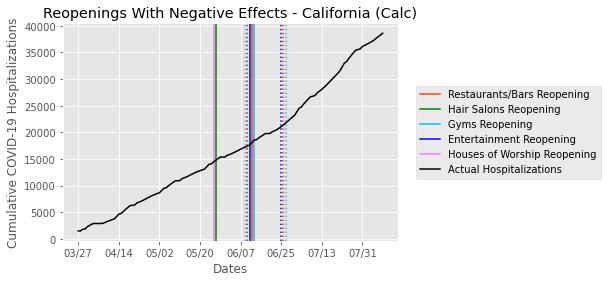 Reopenings With Negative Effects - California (Calc)
Cumulative COVID-19 Hospitalizations
40000
35000
30000
25000
20000
15000
10000
5000
0
03/27 04/14 05/02 05/20 06/07 06/25 07/13 07/31
Dates
Restaurants/Bars Reopening
Hair Salons Reopening
Gyms Reopening
Entertainment Reopening
Houses of Worship Reopening
Actual Hospitalizations